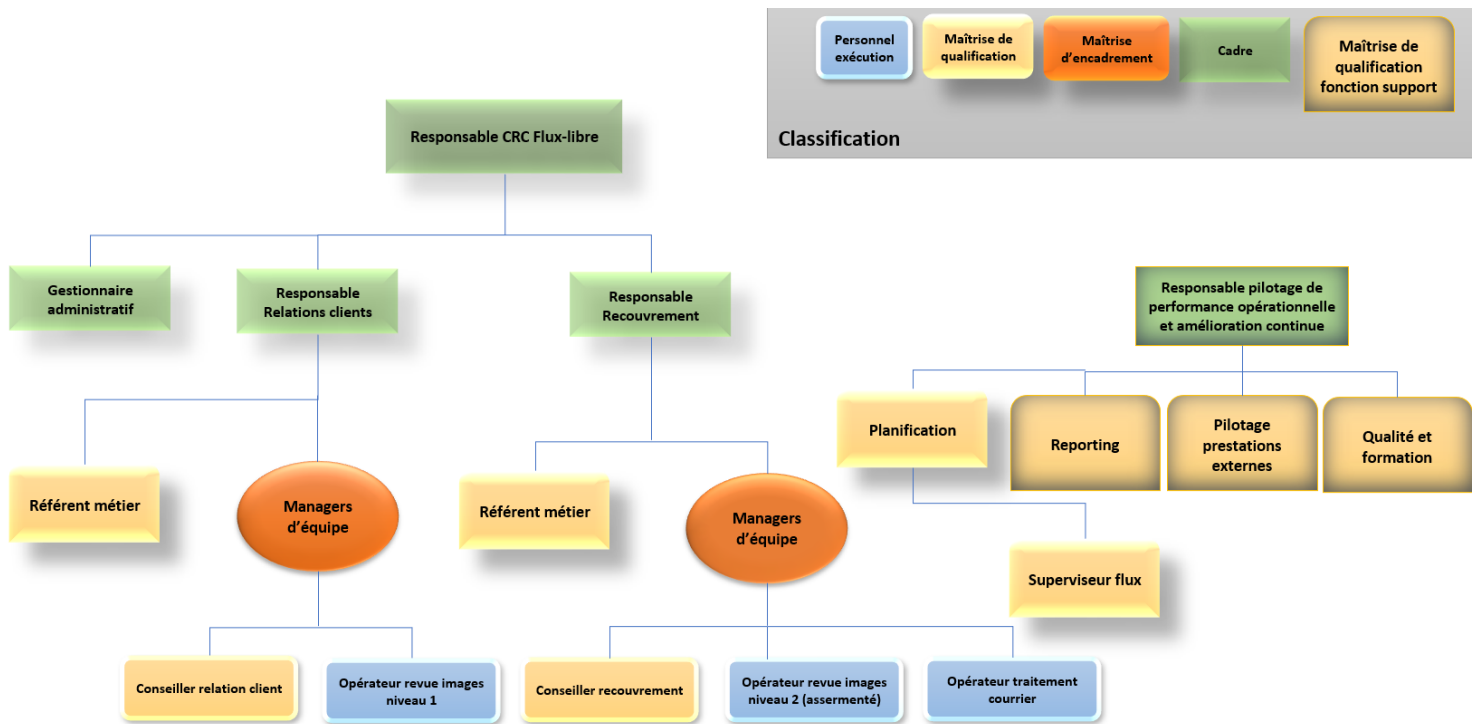 Personnel
exécution
Maîtrise de
qualification
Maîtrise
d'encadrement
Cadre
Maîtrise de
qualification
fonction support
Classification
Responsable CRC Flux-libre
Gestionnaire
administratif
Responsable
Relations clients
Responsable
Recouvrement
Responsable pilotage de
performance opérationnelle
et amélioration continue
Référent métier
Managers
d'équipe
Référent métier
Managers
d'équipe
Planification
Reporting
Pilotage
prestations
externes
Qualité et
formation
Superviseur flux
Conseiller relation client
Opérateur revue images
niveau 1
Conseiller recouvrement
Opérateur revue images
niveau 2 (assermenté)
Opérateur traitement
courrier